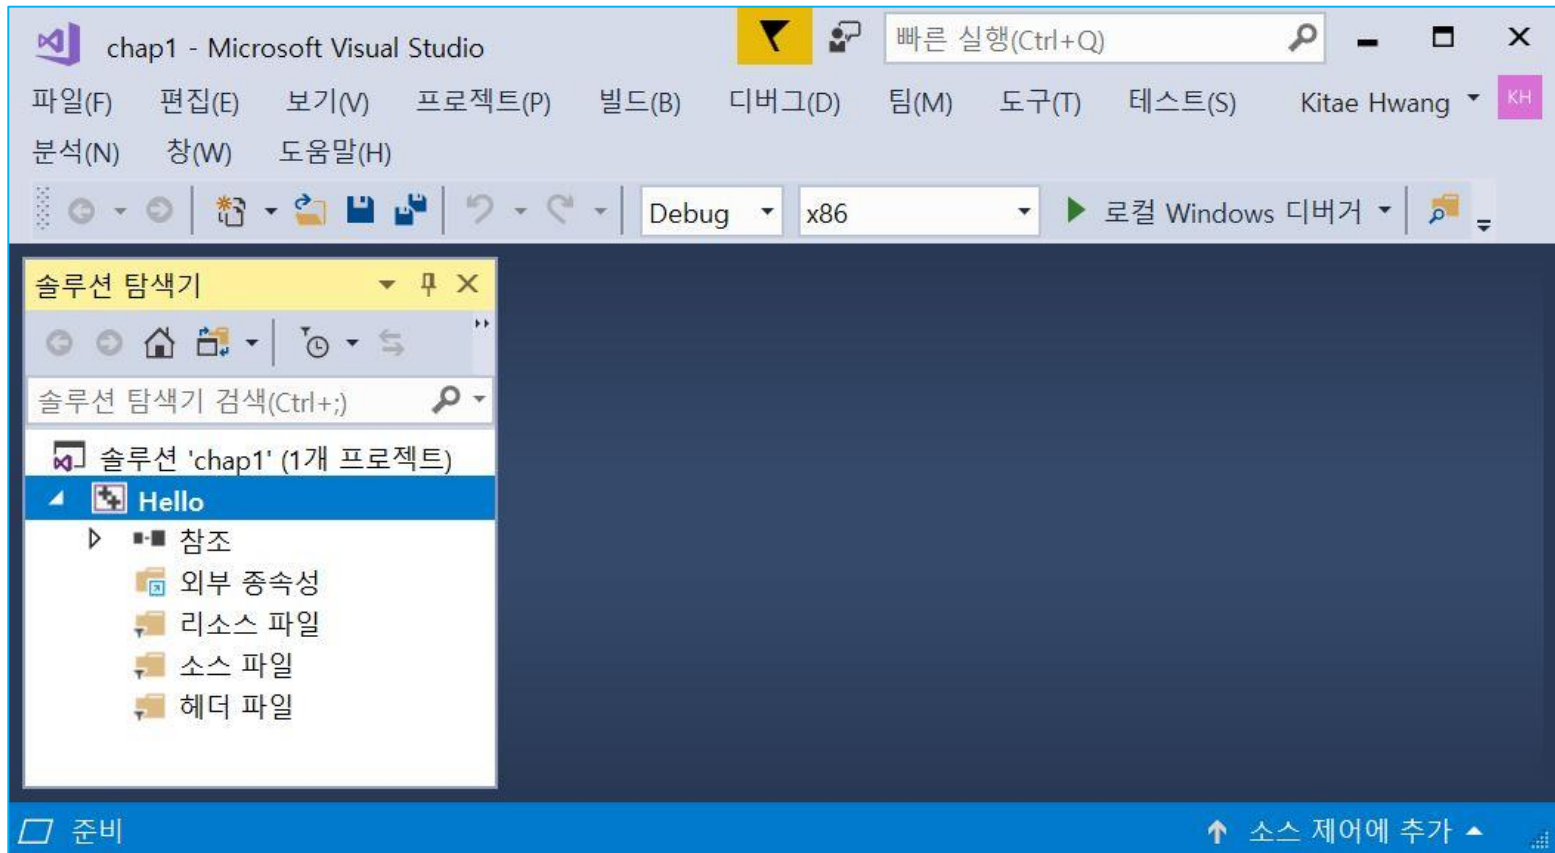 chap1 - Microsoft Visual Studio 빠른 실행(Ctrl+Q)
파일(F) 편집(E) 보기(V) 프로젝트(P) 빌드(B) 디버그(D) 팀(M) 도구(T) 테스트(S) Kitae Hwang KH
분석(N) 창(W) 도움말(H)
Debug x86 로컬 Windows 디버거
솔루션 탐색기
솔루션 탐색기 검색(Ctrl+;)
솔루션 'chap1' (1개 프로젝트)
Hello
참조
외부 종속성
리소스 파일
소스 파일
헤더 파일
준비 소스 제어에 추가